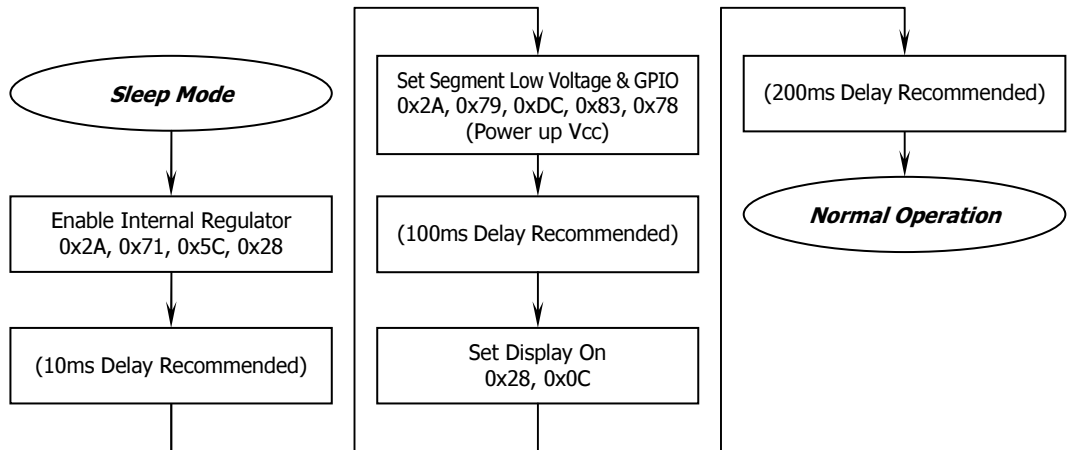 Sleep Mode
Enable Internal Regulator
0x2A, 0x71, 0x5C, 0x28
(10ms Delay Recommended)
Set Segment Low Voltage & GPIO
0x2A, 0x79, 0xDC, 0x83, 0x78
(Power up Vcc)
(100ms Delay Recommended)
Set Display On
0x28, 0x0C
(200ms Delay Recommended)
Normal Operation